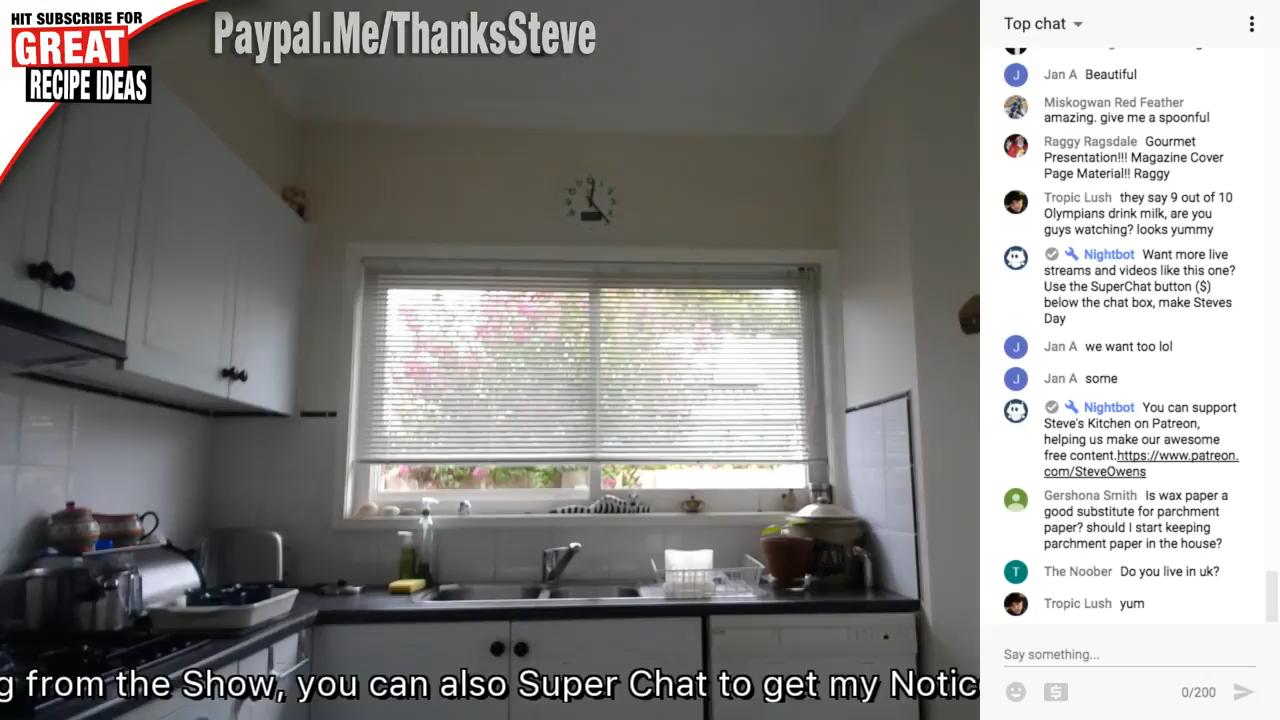 HIT SUBSCRIBE FOR
GREAT
RECIPE IDEAS
Paypal.Me/ThanksSteve
g from the Show, you can also Super Chat to get my Notic
Top chat
Jan A Beautiful
Miskogwan Red Feather
amazing. give me a spoonful
Raggy Ragsdale Gourmet
Presentation!!! Magazine Cover
Page Material!! Raggy
Tropic Lush they say 9 out of 10
Olympians drink milk, are you
guys watching? looks yummy
Nightbot Want more live
streams and videos like this one?
Use the SuperChat button ($)
below the chat box, make Steves
Day
Jan A we want too lol
Jan A some
Nightbot You can support
Steve's Kitchen on Patreon,
helping us make our awesome
free content.https://www.patreon.
com/SteveOwens
Gershona Smith Is wax paper a
good substitute for parchment
paper? should I start keeping
parchment paper in the house?
The Noober Do you live in uk?
Tropic Lush yum
Say something...
0/200